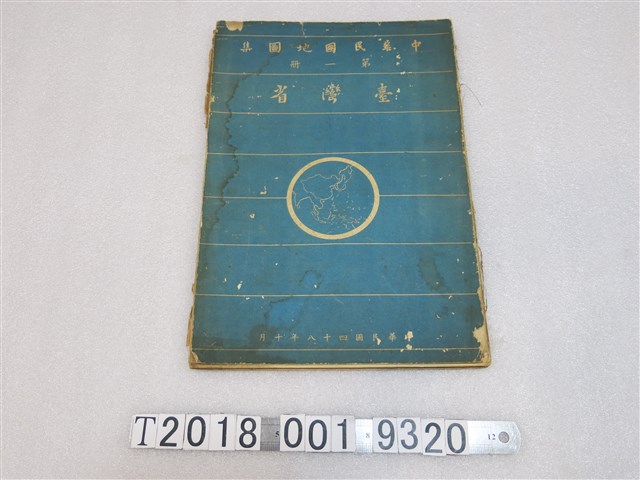 中華民國地圖集
第一冊
臺灣省
中華民國四十八年十月
T2018 001 9320
12